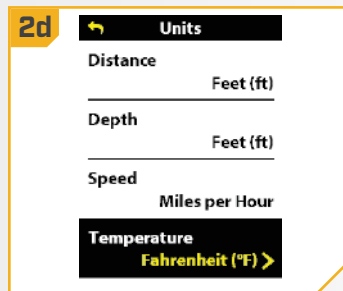 2d
Units
Distance
Feet (ft)
Depth
Feet (ft)
Speed
Miles per Hour
Temperature
Fahrenheit (°F) >